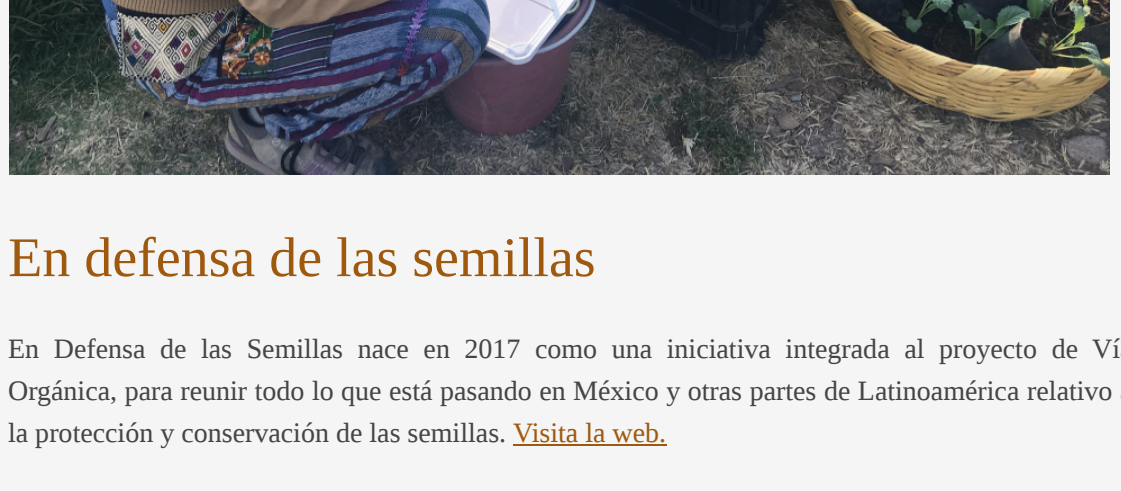 En defensa de las semillas
En Defensa de las Semillas nace en 2017 como una iniciativa integrada al proyecto de
Orgánica, para reunir todo lo que está pasando en México y otras partes de Latinoamérica relativo
la protección y conservación de las semillas. Visita la web.